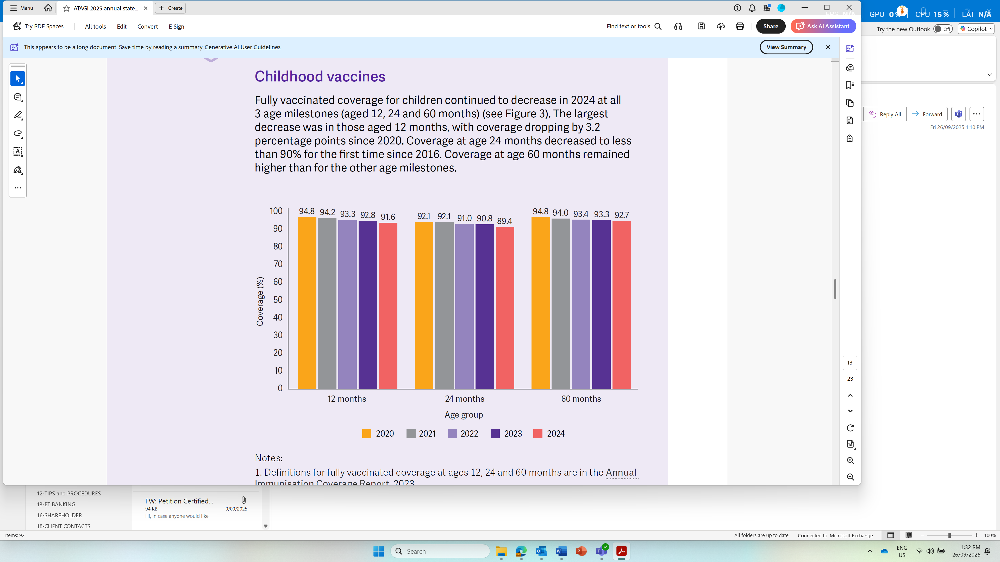 Menu
ATAGI 2025 annual state...
Create
FPS N/A
GPU 0%
CPU 15%
LAT N/A
Try PDF Spaces
All tools
Edit
Convert
E-Sign
Find text or tools
Share
Ask AI Assistant
Try the new Outlook
Off
Copilot
This appears to be a long document. Save time by reading a summary. Generative AI User Guidelines
View Summary
Childhood vaccines
Fully vaccinated coverage for children continued to decrease in 2024 at all
3 age milestones (aged 12, 24 and 60 months) (see Figure 3). The largest
decrease was in those aged 12 months, with coverage dropping by 3.2
percentage points since 2020. Coverage at age 24 months decreased to less
than 90% for the first time since 2016. Coverage at age 60 months remained
higher than for the other age milestones.
Reply All
Forward
Fri 26/09/2025 1:10 PM
100
90
80
70
60
50
40
30
20
10
0
Coverage (%)
94.8 94.2 93.3 92.8 91.6
92.1 92.1 91.0 90.8 89.4
94.8 94.0 93.4 93.3 92.7
12 months
24 months
60 months
Age group
2020
2021
2022
2023
2024
Notes:
1. Definitions for fully vaccinated coverage at ages 12, 24 and 60 months are in the Annual
Immunisation Coverage Report, 2023
13
23
12-TIPS and PROCEDURES
13-BT BANKING
16-SHAREHOLDER
18-CLIENT CONTACTS
FW: Petition Certified...
94 KB
9/09/2025
Hi, In case anyone would like
Items: 92
All folders are up to date.
Connected to: Microsoft Exchange
100%
Search
ENG
US
1:32 PM
26/09/2025